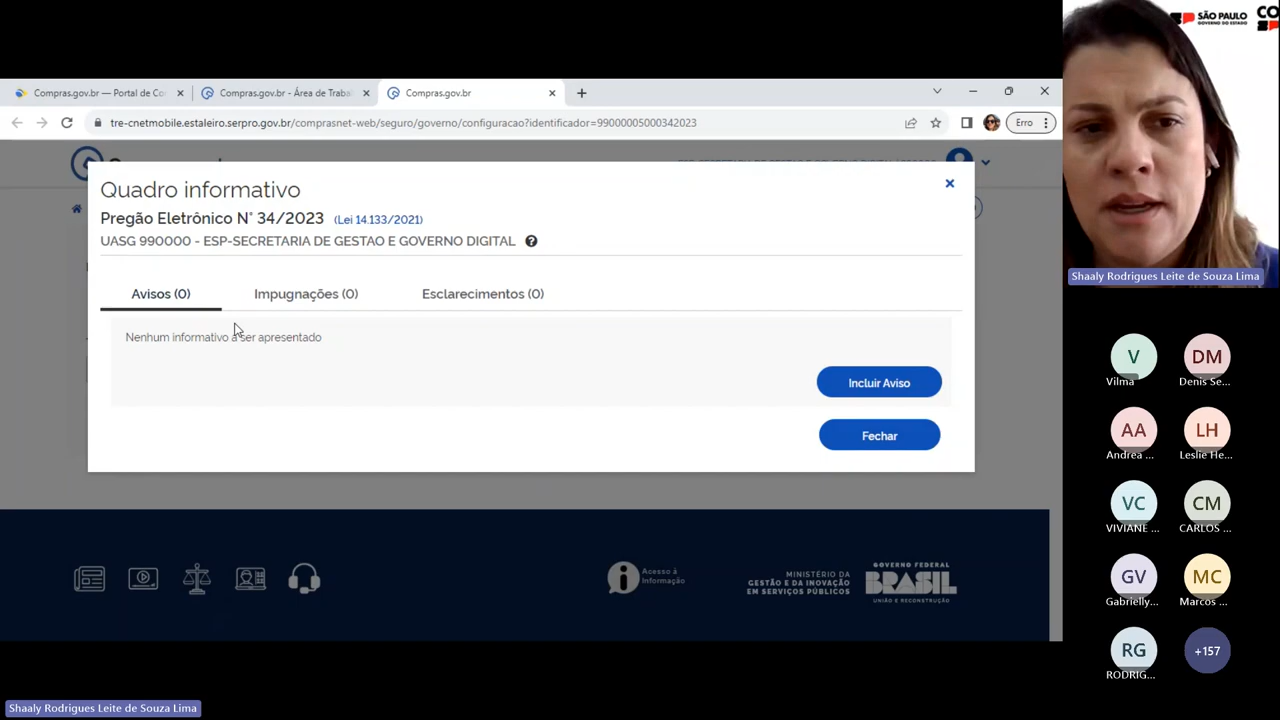 SÃO PAULO
GOVERNO DO ESTADO
CO
Compras.gov.br — Portal de Co
Compras.gov.br - Área de Trabal
Compras.gov.br
tre-cnetmobile.estaleiro.serpro.gov.br/comprasnet-web/seguro/governo/configuracao?identificador=99000005000342023
Erro
Quadro informativo
Pregão Eletrônico N° 34/2023 (Lei 14.133/2021)
UASG 990000 - ESP-SECRETARIA DE GESTAO E GOVERNO DIGITAL
Avisos (0)
Impugnações (0)
Esclarecimentos (0)
Nenhum informativo a ser apresentado
Incluir Aviso
Fechar
Acesso à
Informação
MINISTÉRIO DA
GESTÃO E DA INOVAÇÃO
EM SERVIÇOS PÚBLICOS
GOVERNO FEDERAL
BRASIL
UNIÃO E RECONSTRUÇÃO
Shaaly Rodrigues Leite de Souza Lima
V
DM
Vilma
Denis Se...
AA
LH
Andrea ...
Leslie He...
VC
CM
VIVIANE ...
CARLOS ...
GV
MC
Gabrielly...
Marcos ...
RG
+157
RODRIG...
Shaaly Rodrigues Leite de Souza Lima